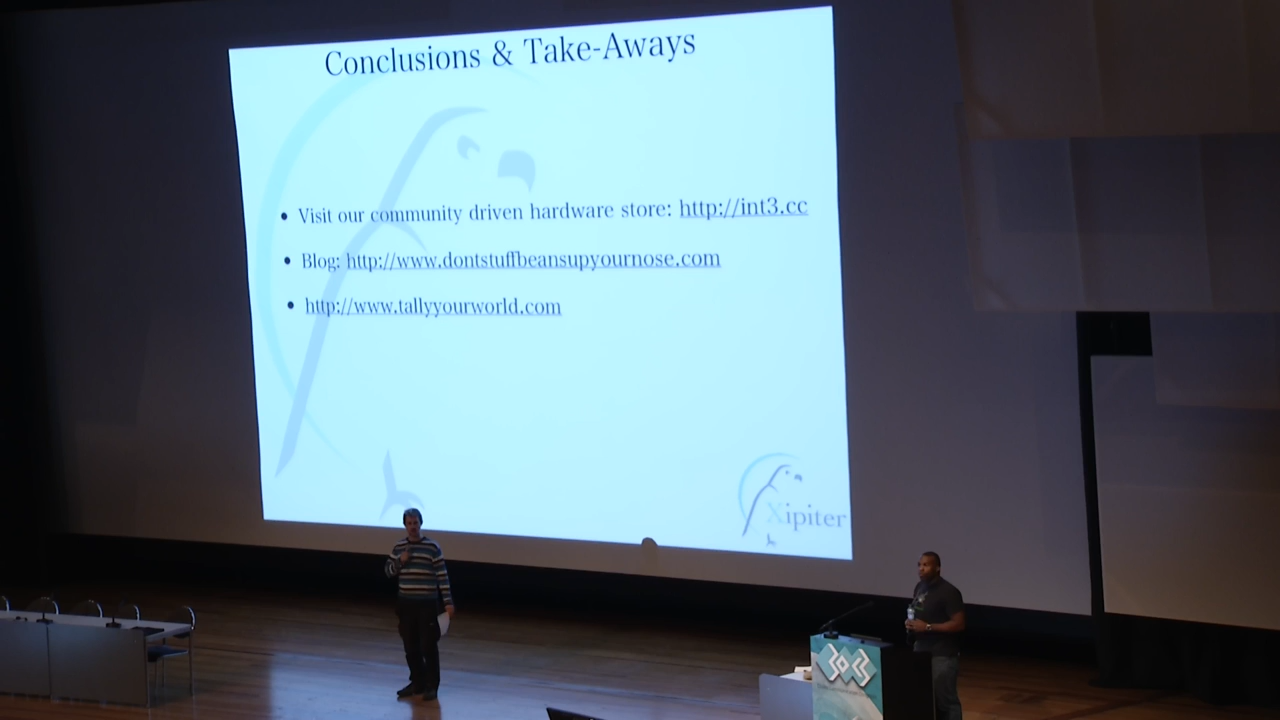 Conclusions & Take-Aways
• Visit our community driven hardware store: http://int3.cc
• Blog: http://www.dontstuffbeansupyournose.com
• http://www.tallyyourworld.com
Xipiter